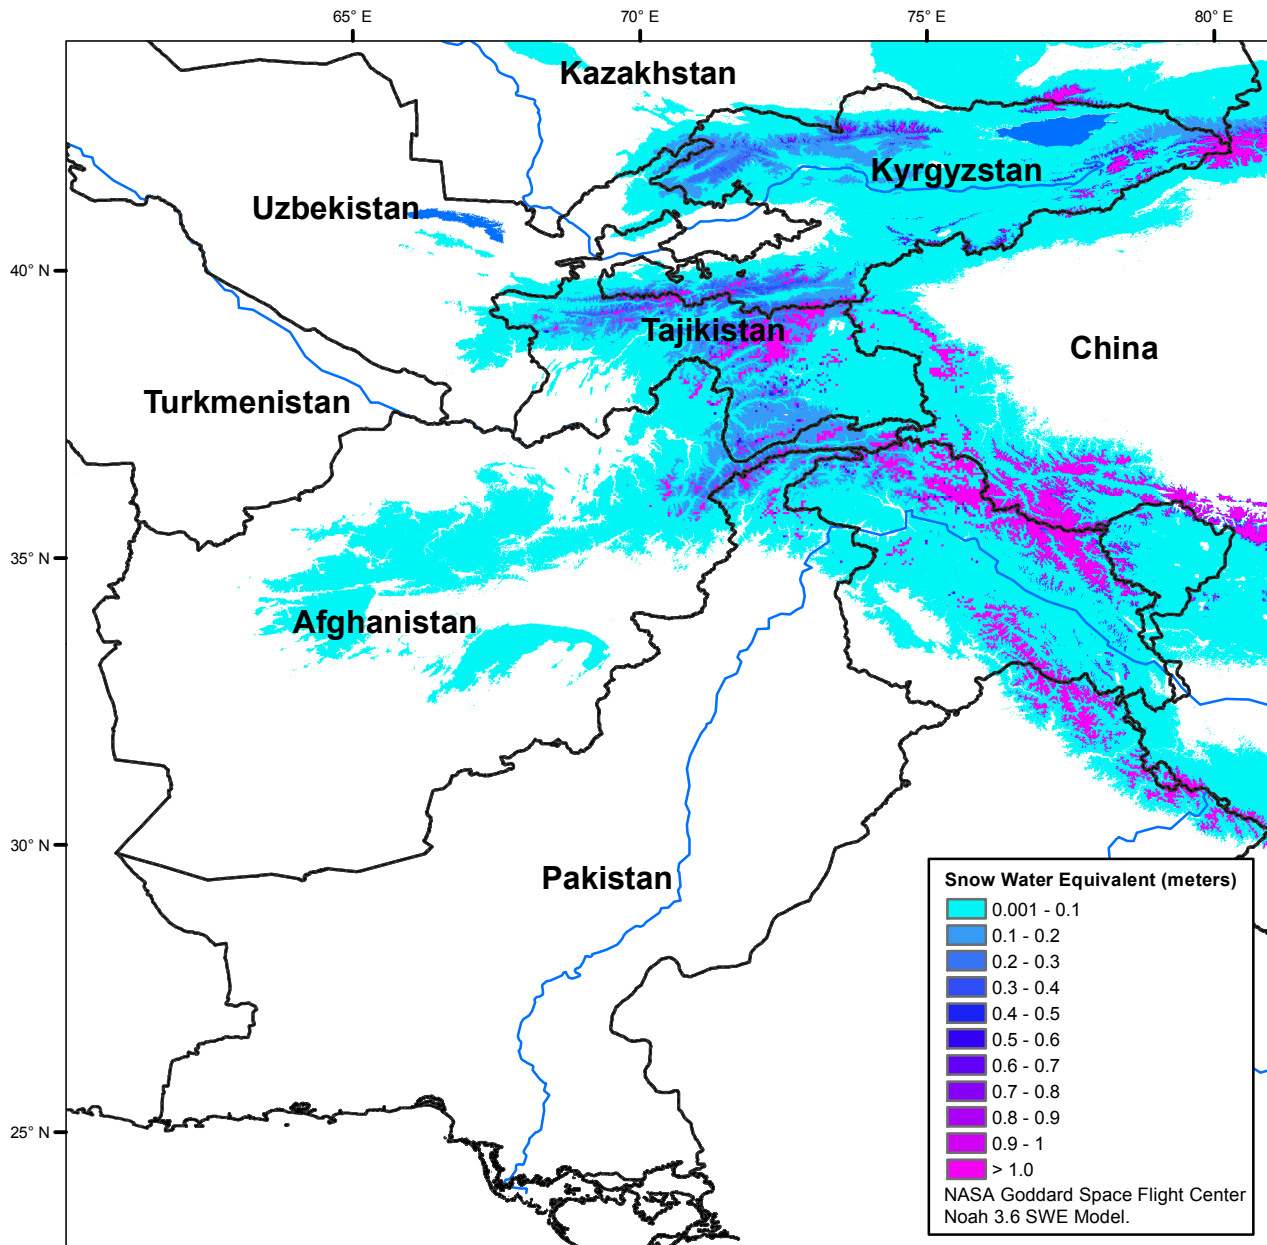 65° E
70° E
75° E
80° E
Kazakhstan
Kyrgyzstan
Uzbekistan
40° N
Tajikistan
China
Turkmenistan
35° N
Afghanistan
30° N
Pakistan
25° N
Snow Water Equivalent (meters)
0.001 - 0.1
0.1 - 0.2
0.2 - 0.3
0.3 - 0.4
0.4 - 0.5
0.5 - 0.6
0.6 - 0.7
0.7 - 0.8
0.8 - 0.9
0.9 - 1
> 1.0
NASA Goddard Space Flight Center
Noah 3.6 SWE Model.